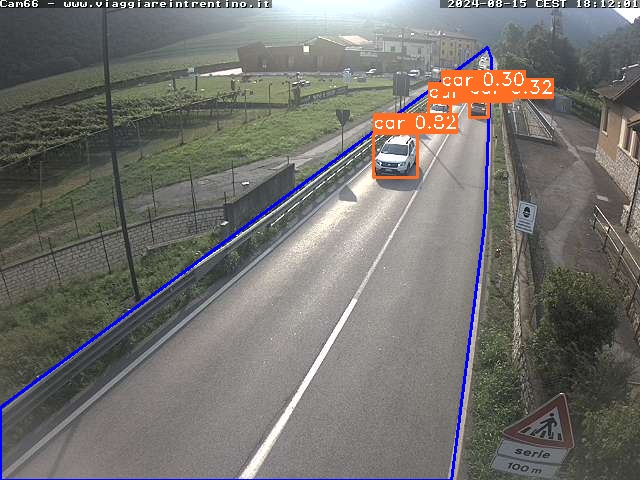 Cam66 - www.viaggiareintrentino.it
2024-08-15 CEST 18:12:01
car 0.30
car 0.32
car 0.82
serie
100 m